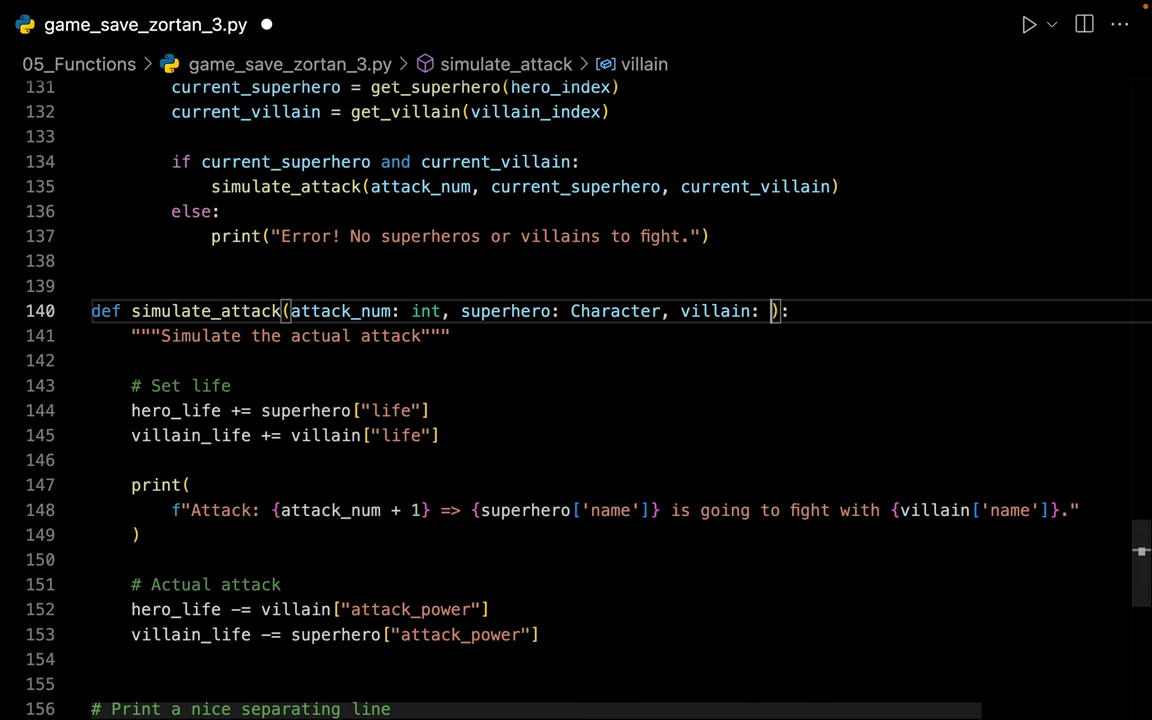 game_save_zortan_3.py
05_Functions > game_save_zortan_3.py > simulate_attack > villain
131 current_superhero = get_superhero(hero_index)
132 current_villain = get_villain(villain_index)
133
134 if current_superhero and current_villain:
135 simulate_attack(attack_num, current_superhero, current_villain)
136 else:
137 print("Error! No superheros or villains to fight.")
138
139
140 def simulate_attack(attack_num: int, superhero: Character, villain: ):
141 """Simulate the actual attack"""
142
143 # Set life
144 hero_life += superhero["life"]
145 villain_life += villain["life"]
146
147 print(
148 f"Attack: {attack_num + 1} => {superhero['name']} is going to fight with {villain['name']}."
149 )
150
151 # Actual attack
152 hero_life -= villain["attack_power"]
153 villain_life -= superhero["attack_power"]
154
155
156 # Print a nice separating line